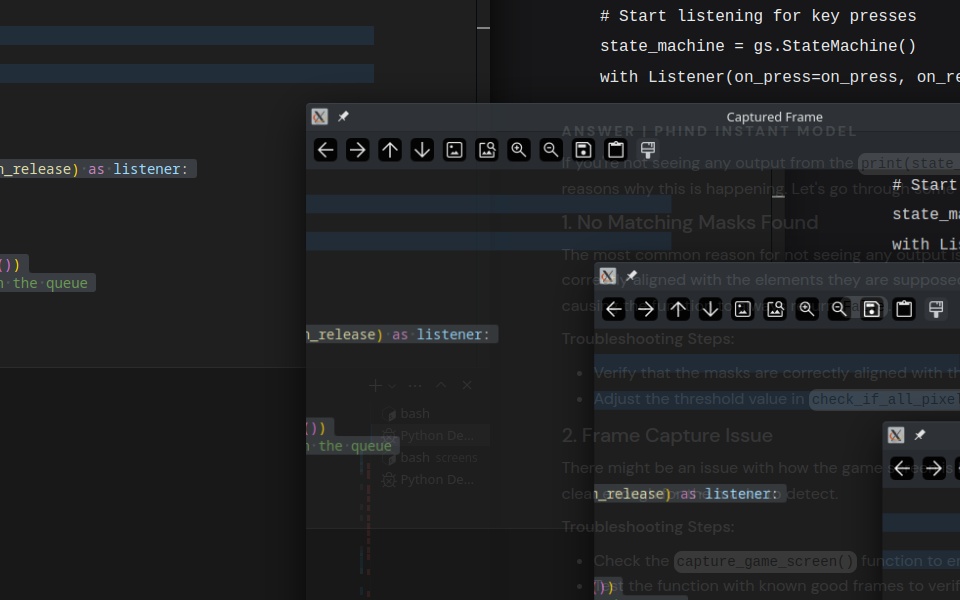 # Start listening for key presses
state_machine = gs.StateMachine()
with Listener(on_press=on_press, on_re
Captured Frame
ANSWER | PHIND INSTANT MODEL
If you're not seeing any output from the print(state_
n_release) as listener:
reasons why this is happening. Let's go through
# Start
state_ma
with Lis
1. No Matching Masks Found
The most common reason for not seeing any output is
())
n the queue
correctly aligned with the elements they are supposed
n_release) as listener:
Troubleshooting Steps:
Verify that the masks are correctly aligned with th
Adjust the threshold value in check_if_all_pixel
bash
Python De...
bash screens
Python De...
())
n the queue
2. Frame Capture Issue
There might be an issue with how the game
n_release) as listener:
detect.
Troubleshooting Steps:
Check the capture_game_screen() function to en
Test the function with known good frames to verif
())